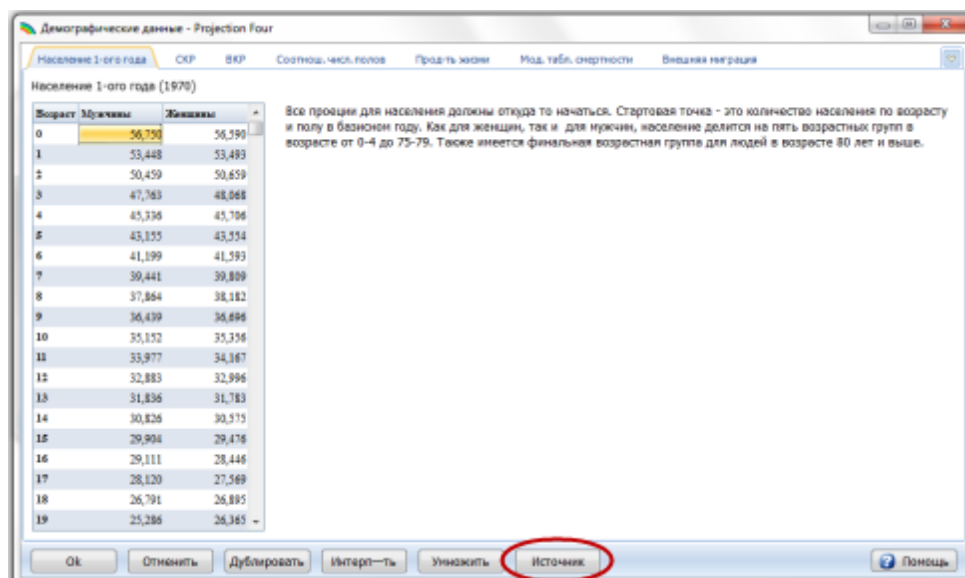 Демографические данные - Projection Four
Население 1-ого года СКР ВКР Соотнош. числ. полов Прод-ть жизни Мод. табл. смертности Внешняя миграция
Население 1-ого года (1970)
Возраст Мужчины Женщины
0 56,750 56,590
1 53,448 53,493
2 50,459 50,659
3 47,763 48,068
4 45,336 45,706
5 43,155 43,554
6 41,199 41,593
7 39,441 39,809
8 37,864 38,182
9 36,439 36,696
10 35,152 35,356
11 33,977 34,167
12 32,883 32,996
13 31,836 31,783
14 30,826 30,575
15 29,904 29,476
16 29,111 28,446
17 28,120 27,569
18 26,791 26,895
19 25,286 26,365
Все проеции для населения должны откуда то начаться. Стартовая точка - это количество населения по возрасту
и полу в базисном году. Как для женщин, так и для мужчин, население делится на пять возрастных групп в
возрасте от 0-4 до 75-79. Также имеется финальная возрастная группа для людей в возрасте 80 лет и выше.
Ok Отменить Дублировать Интерп—ть Умножить Источник Помощь